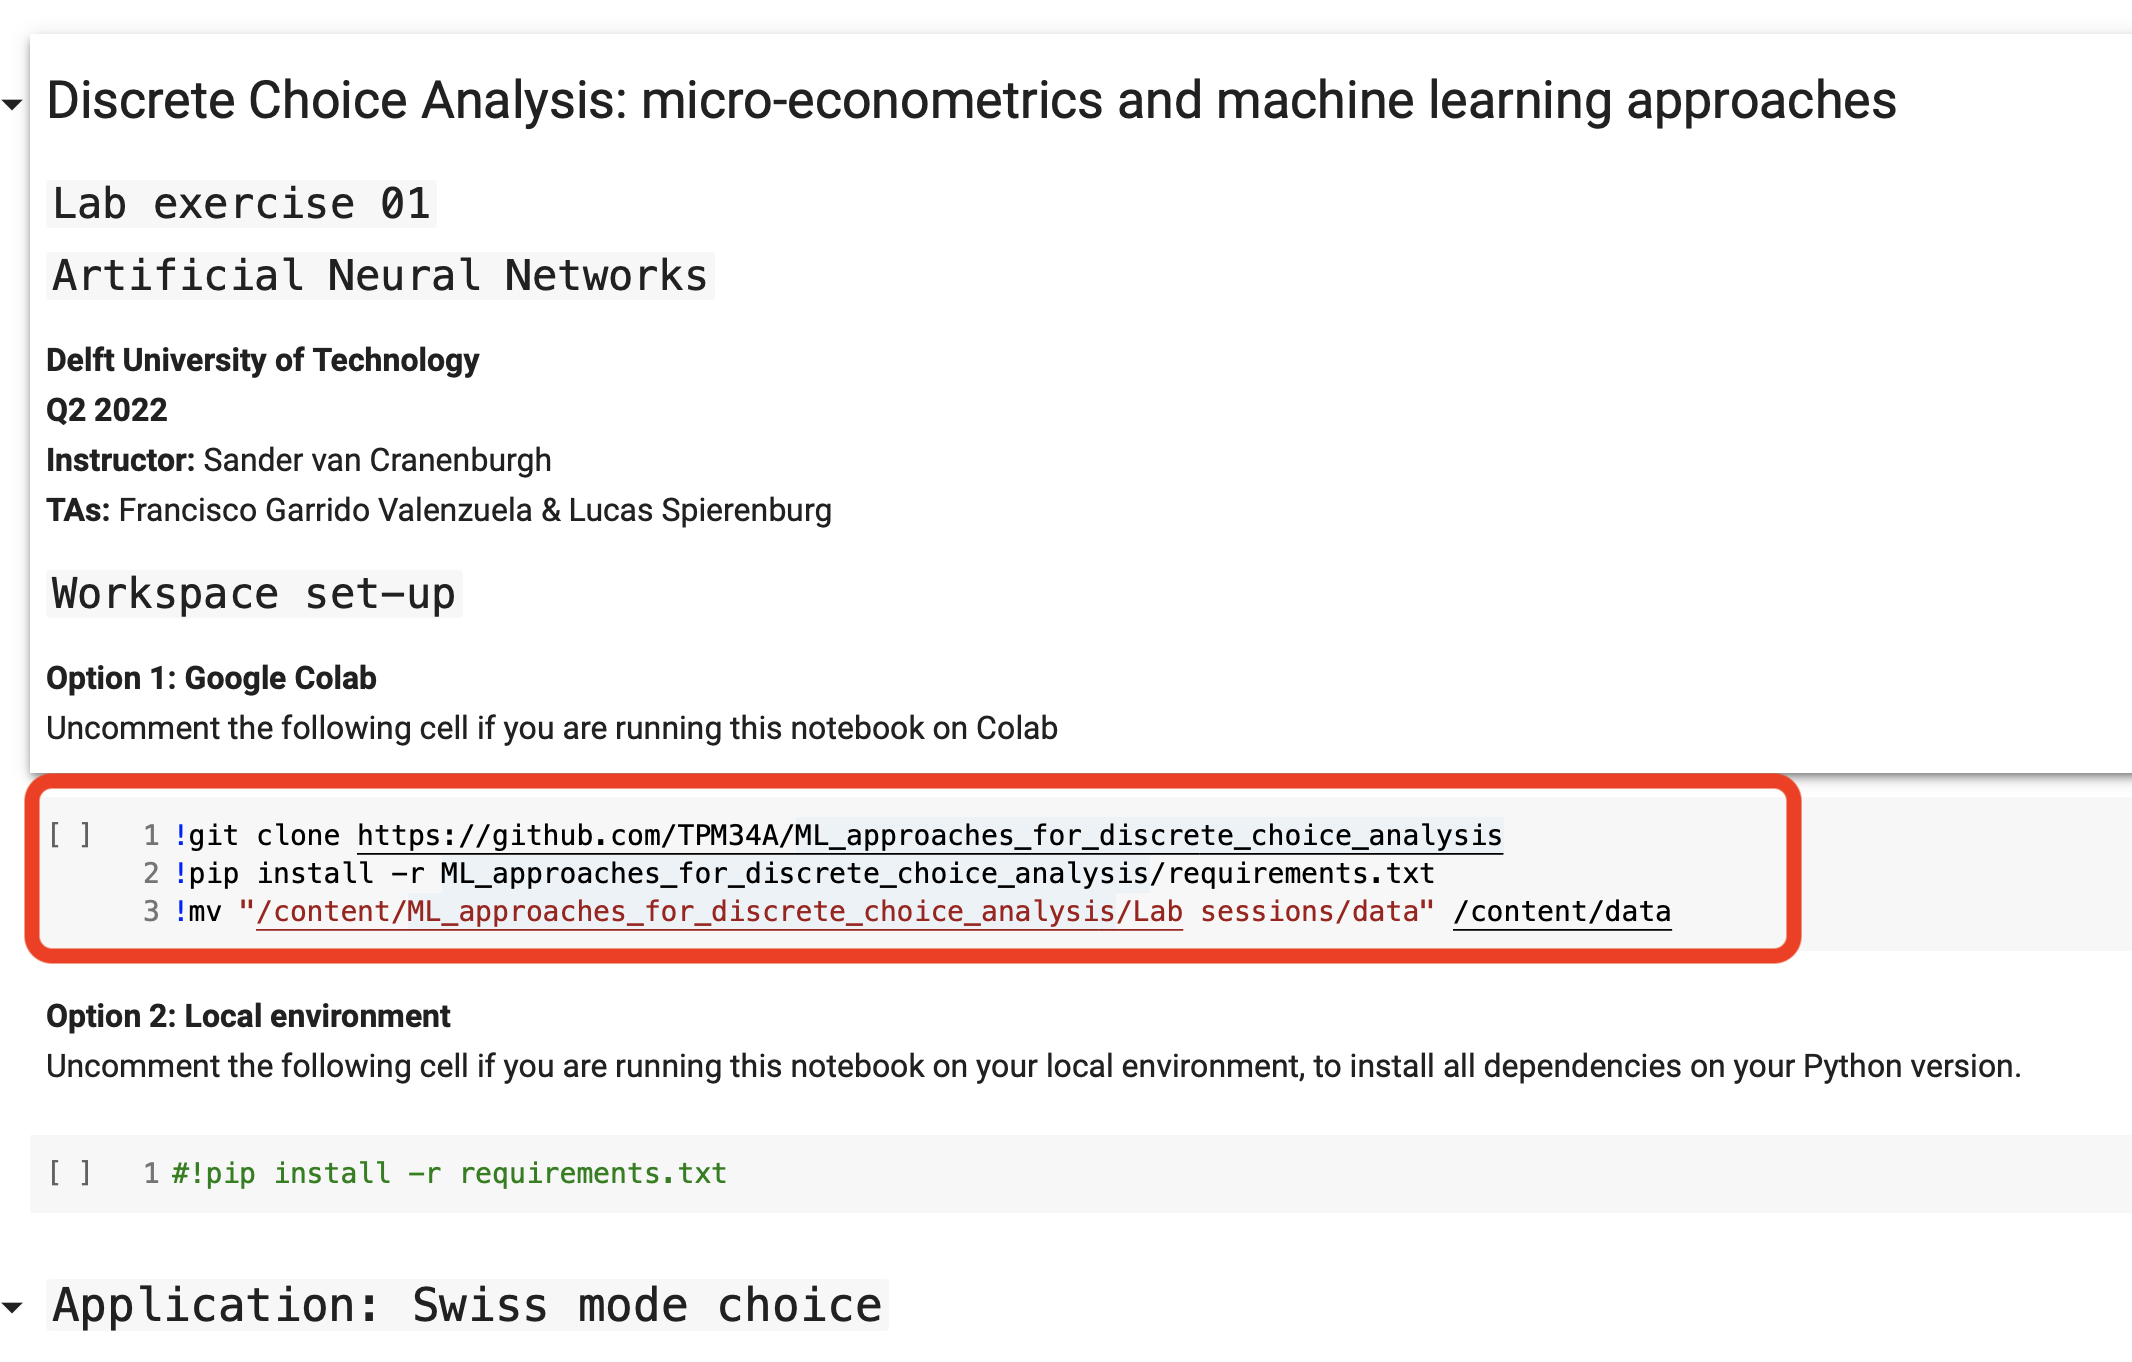 Discrete Choice Analysis: micro-econometrics and machine learning approaches
Lab exercise 01
Artificial Neural Networks
Delft University of Technology
Q2 2022
Instructor: Sander van Cranenburgh
TAs: Francisco Garrido Valenzuela & Lucas Spierenburg
Workspace set-up
Option 1: Google Colab
Uncomment the following cell if you are running this notebook on Colab
[ ] 1 !git clone https://github.com/TPM34A/ML_approaches_for_discrete_choice_analysis
2 !pip install -r ML_approaches_for_discrete_choice_analysis/requirements.txt
3 !mv "/content/ML_approaches_for_discrete_choice_analysis/Lab sessions/data" /content/data
Option 2: Local environment
Uncomment the following cell if you are running this notebook on your local environment, to install all dependencies on your Python version.
[ ] 1 #!pip install -r requirements.txt
Application: Swiss mode choice